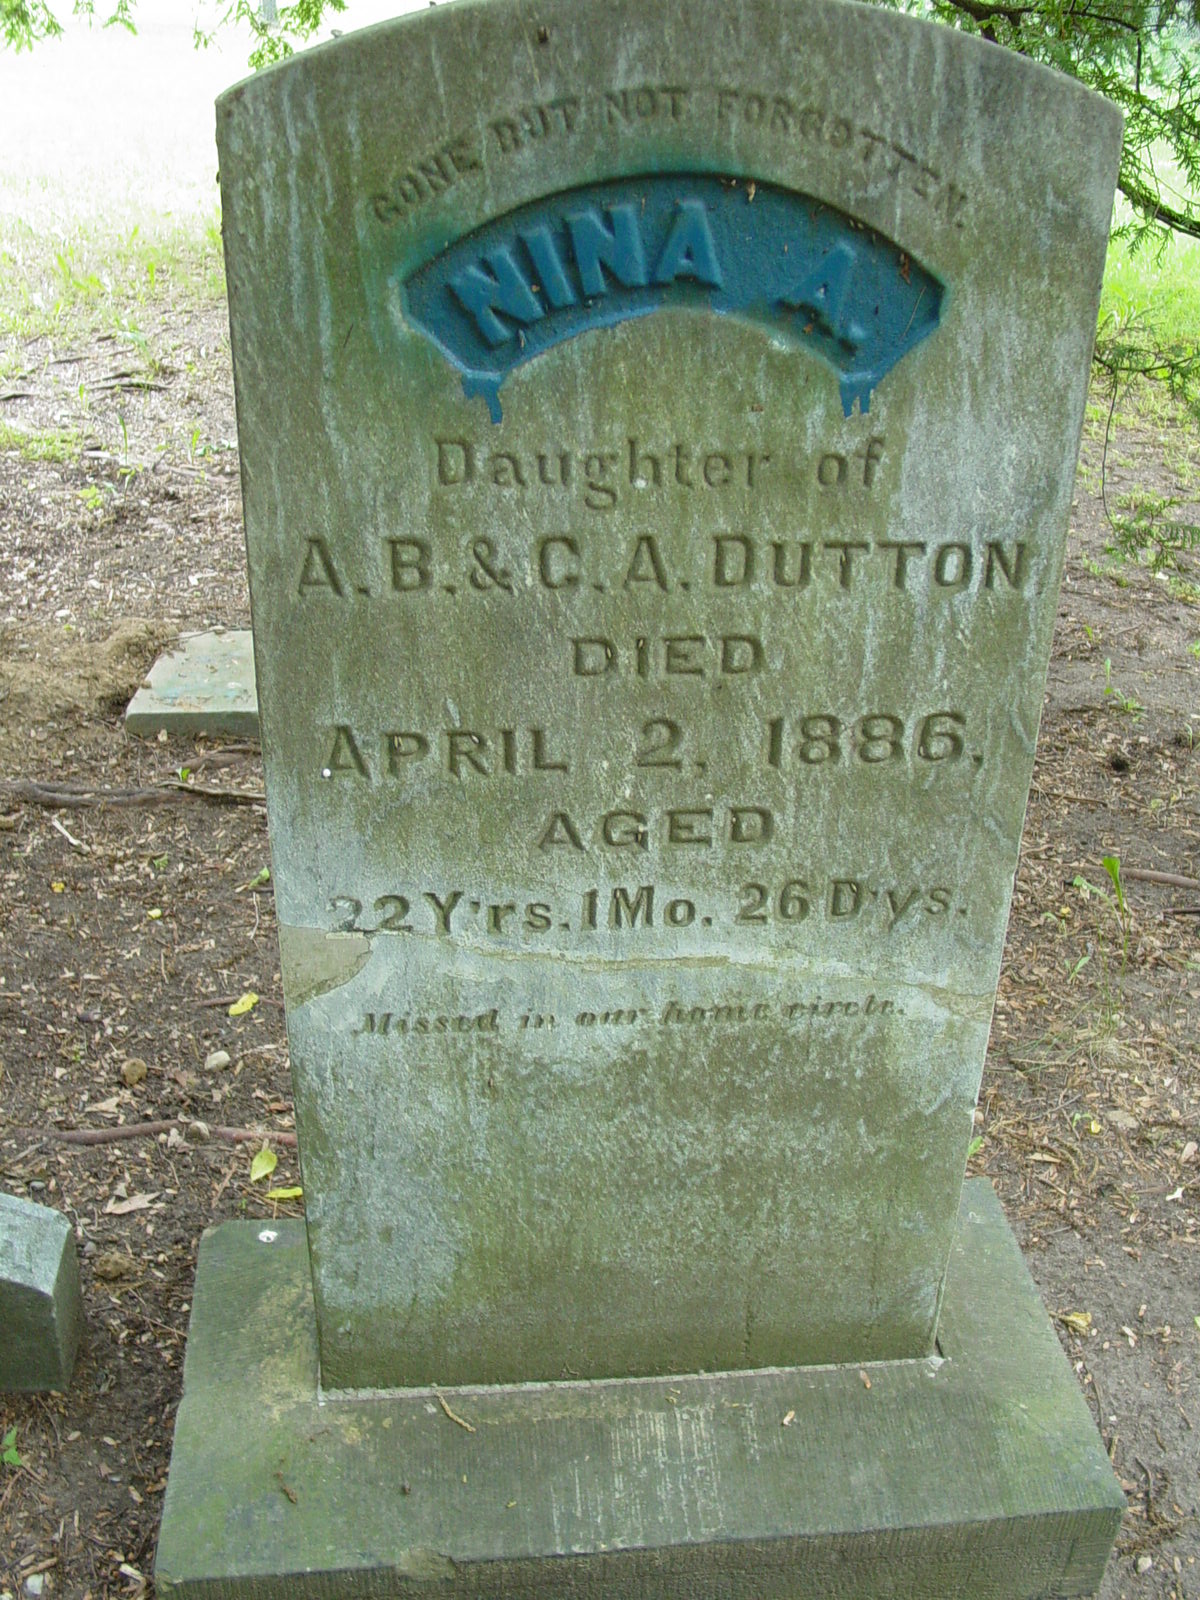 GONE BUT NOT FORGOTTEN.
NINA A.
Daughter of
A. B. & C. A. DUTTON
DIED
APRIL 2, 1886.
AGED
22 Y'rs. 1 Mo. 26 D'ys.
Missed in our home circle.